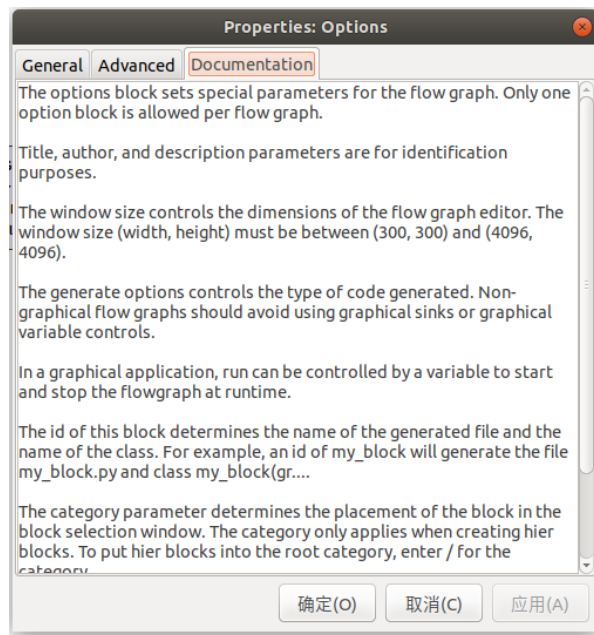 Properties: Options
General Advanced Documentation
The options block sets special parameters for the flow graph. Only one
option block is allowed per flow graph.
Title, author, and description parameters are for identification
purposes.
The window size controls the dimensions of the flow graph editor. The
window size (width, height) must be between (300, 300) and (4096,
4096).
The generate options controls the type of code generated. Non-
graphical flow graphs should avoid using graphical sinks or graphical
variable controls.
In a graphical application, run can be controlled by a variable to start
and stop the flowgraph at runtime.
The id of this block determines the name of the generated file and the
name of the class. For example, an id of my_block will generate the file
my_block.py and class my_block(gr....
The category parameter determines the placement of the block in the
block selection window. The category only applies when creating hier
blocks. To put hier blocks into the root category, enter / for the
category.
确定(O) 取消(C) 应用(A)